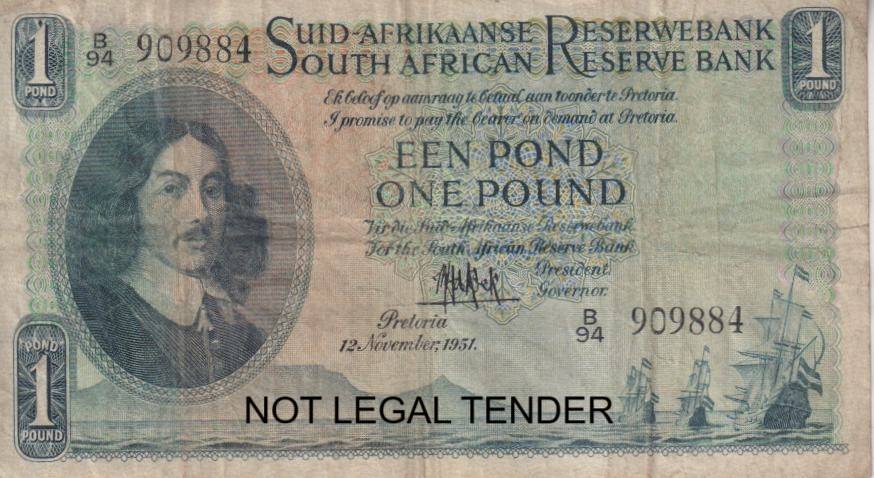 1
POND
B
94
909884
SUID-AFRIKAANSE RESERWEBANK
SOUTH AFRICAN RESERVE BANK
1
POUND
Ek beloof op aanvraag te betaal aan toonder te Pretoria.
I promise to pay the bearer on demand at Pretoria.
EEN POND
ONE POUND
Vir die Suid-Afrikaanse Reserwebank
For the South African Reserve Bank
President
Governor.
Pretoria
12 November, 1951.
B
94
909884
POND
1
POUND
NOT LEGAL TENDER